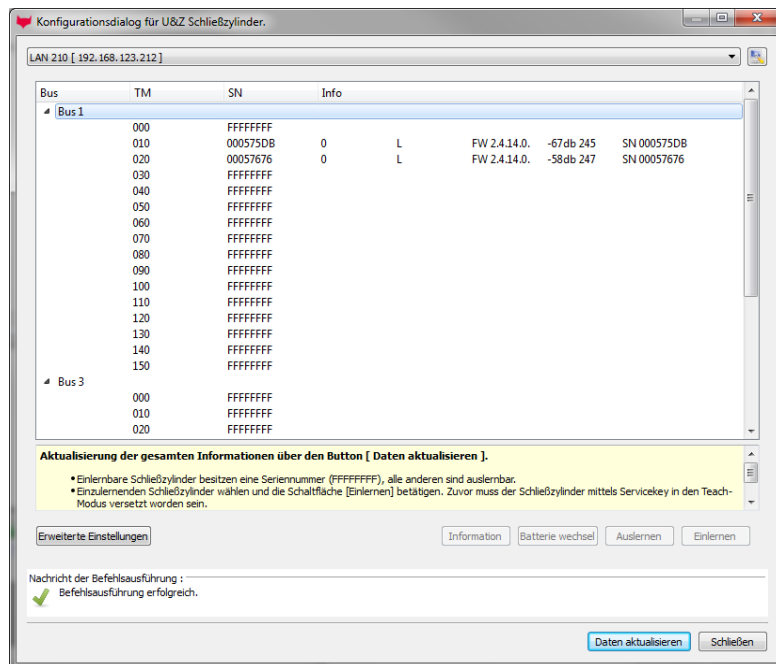 Konfigurationsdialog für U&Z Schließzylinder.
LAN 210 [ 192.168.123.212 ]
Bus TM SN Info
Bus 1
000 FFFFFFFF
010 000575DB 0 L FW 2.4.14.0. -67db 245 SN 000575DB
020 00057676 0 L FW 2.4.14.0. -58db 247 SN 00057676
030 FFFFFFFF
040 FFFFFFFF
050 FFFFFFFF
060 FFFFFFFF
070 FFFFFFFF
080 FFFFFFFF
090 FFFFFFFF
100 FFFFFFFF
110 FFFFFFFF
120 FFFFFFFF
130 FFFFFFFF
140 FFFFFFFF
150 FFFFFFFF
Bus 3
000 FFFFFFFF
010 FFFFFFFF
020 FFFFFFFF
Aktualisierung der gesamten Informationen über den Button [ Daten aktualisieren ].
• Einlernbare Schließzylinder besitzen eine Seriennummer (FFFFFFFF), alle anderen sind auslernbar.
• Einzulernenden Schließzylinder wählen und die Schaltfläche [Einlernen] betätigen. Zuvor muss der Schließzylinder mittels Servicekey in den Teach-
Modus versetzt worden sein.
Erweiterte Einstellungen Information Batterie wechsel Auslernen Einlernen
Nachricht der Befehlsausführung :
Befehlsausführung erfolgreich.
Daten aktualisieren Schließen